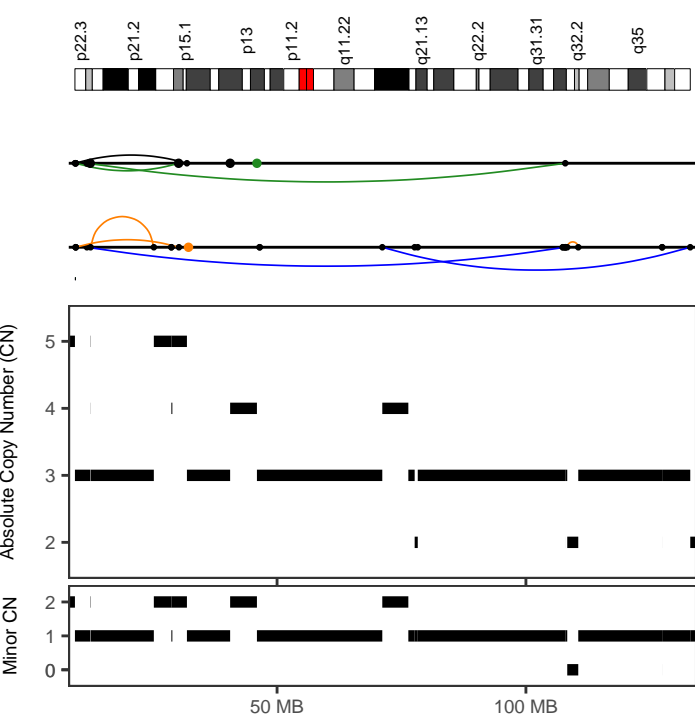 p22.3 p21.2 p15.1 p13 p11.2 q11.22 q21.13 q22.2 q31.31 q32.2 q35
Absolute Copy Number (CN)
5
4
3
2
Minor CN
2
1
0
50 MB 100 MB